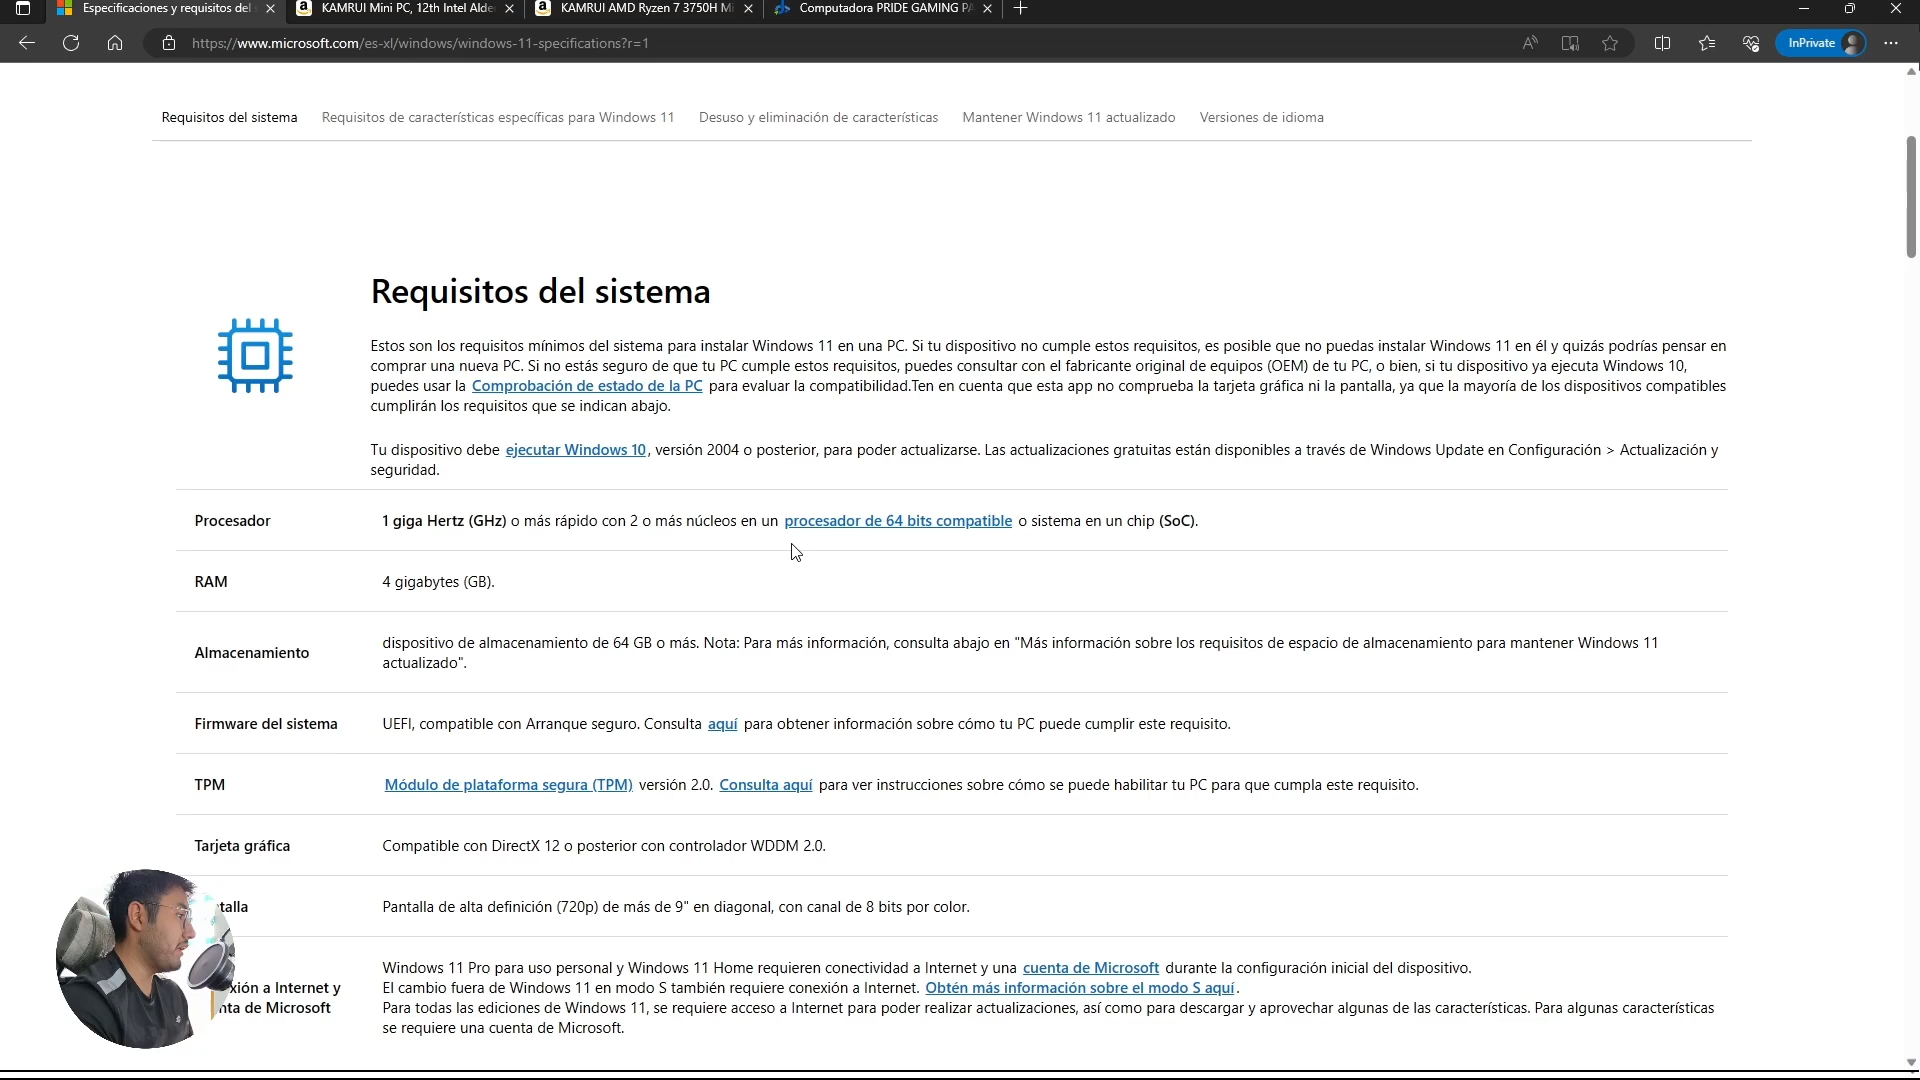 Especificaciones y requisitos del
KAMRUI Mini PC, 12th Intel Alde
KAMRUI AMD Ryzen 7 3750H Mi
Computadora PRIDE GAMING PA
https://www.microsoft.com/es-xl/windows/windows-11-specifications?r=1
InPrivate
Requisitos del sistema
Requisitos de características específicas para Windows 11
Desuso y eliminación de características
Mantener Windows 11 actualizado
Versiones de idioma
Requisitos del sistema
Estos son los requisitos mínimos del sistema para instalar Windows 11 en una PC. Si tu dispositivo no cumple estos requisitos, es posible que no puedas instalar Windows 11 en él y quizás podrías pensar en
comprar una nueva PC. Si no estás seguro de que tu PC cumple estos requisitos, puedes consultar con el fabricante original de equipos (OEM) de tu PC, o bien, si tu dispositivo ya ejecuta Windows 10,
puedes usar la Comprobación de estado de la PC para evaluar la compatibilidad.Ten en cuenta que esta app no comprueba la tarjeta gráfica ni la pantalla, ya que la mayoría de los dispositivos compatibles
cumplirán los requisitos que se indican abajo.
Tu dispositivo debe ejecutar Windows 10, versión 2004 o posterior, para poder actualizarse. Las actualizaciones gratuitas están disponibles a través de Windows Update en Configuración > Actualización y
seguridad.
Procesador
1 giga Hertz (GHz) o más rápido con 2 o más núcleos en un procesador de 64 bits compatible o sistema en un chip (SoC).
RAM
4 gigabytes (GB).
Almacenamiento
dispositivo de almacenamiento de 64 GB o más. Nota: Para más información, consulta abajo en "Más información sobre los requisitos de espacio de almacenamiento para mantener Windows 11
actualizado".
Firmware del sistema
UEFI, compatible con Arranque seguro. Consulta aquí para obtener información sobre cómo tu PC puede cumplir este requisito.
TPM
Módulo de plataforma segura (TPM) versión 2.0. Consulta aquí para ver instrucciones sobre cómo se puede habilitar tu PC para que cumpla este requisito.
Tarjeta gráfica
Compatible con DirectX 12 o posterior con controlador WDDM 2.0.
talla
Pantalla de alta definición (720p) de más de 9" en diagonal, con canal de 8 bits por color.
xión a Internet y
nta de Microsoft
Windows 11 Pro para uso personal y Windows 11 Home requieren conectividad a Internet y una cuenta de Microsoft durante la configuración inicial del dispositivo.
El cambio fuera de Windows 11 en modo S también requiere conexión a Internet. Obtén más información sobre el modo S aquí.
Para todas las ediciones de Windows 11, se requiere acceso a Internet para poder realizar actualizaciones, así como para descargar y aprovechar algunas de las características. Para algunas características
se requiere una cuenta de Microsoft.